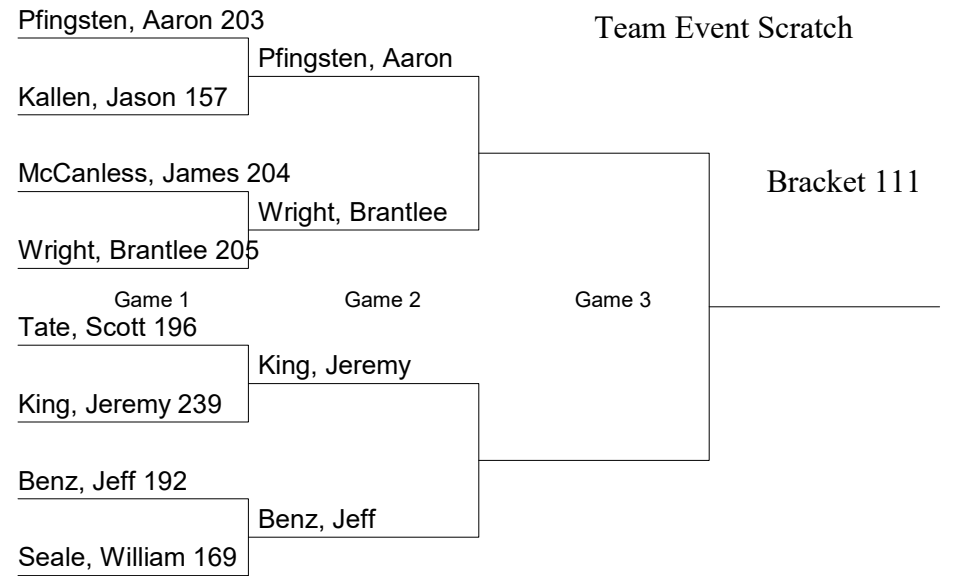 Pfingsten, Aaron 203
Team Event Scratch
Pfingsten, Aaron
Kallen, Jason 157
McCanless, James 204
Bracket 111
Wright, Brantlee
Wright, Brantlee 205
Game 1
Game 2
Game 3
Tate, Scott 196
King, Jeremy
King, Jeremy 239
Benz, Jeff 192
Benz, Jeff
Seale, William 169